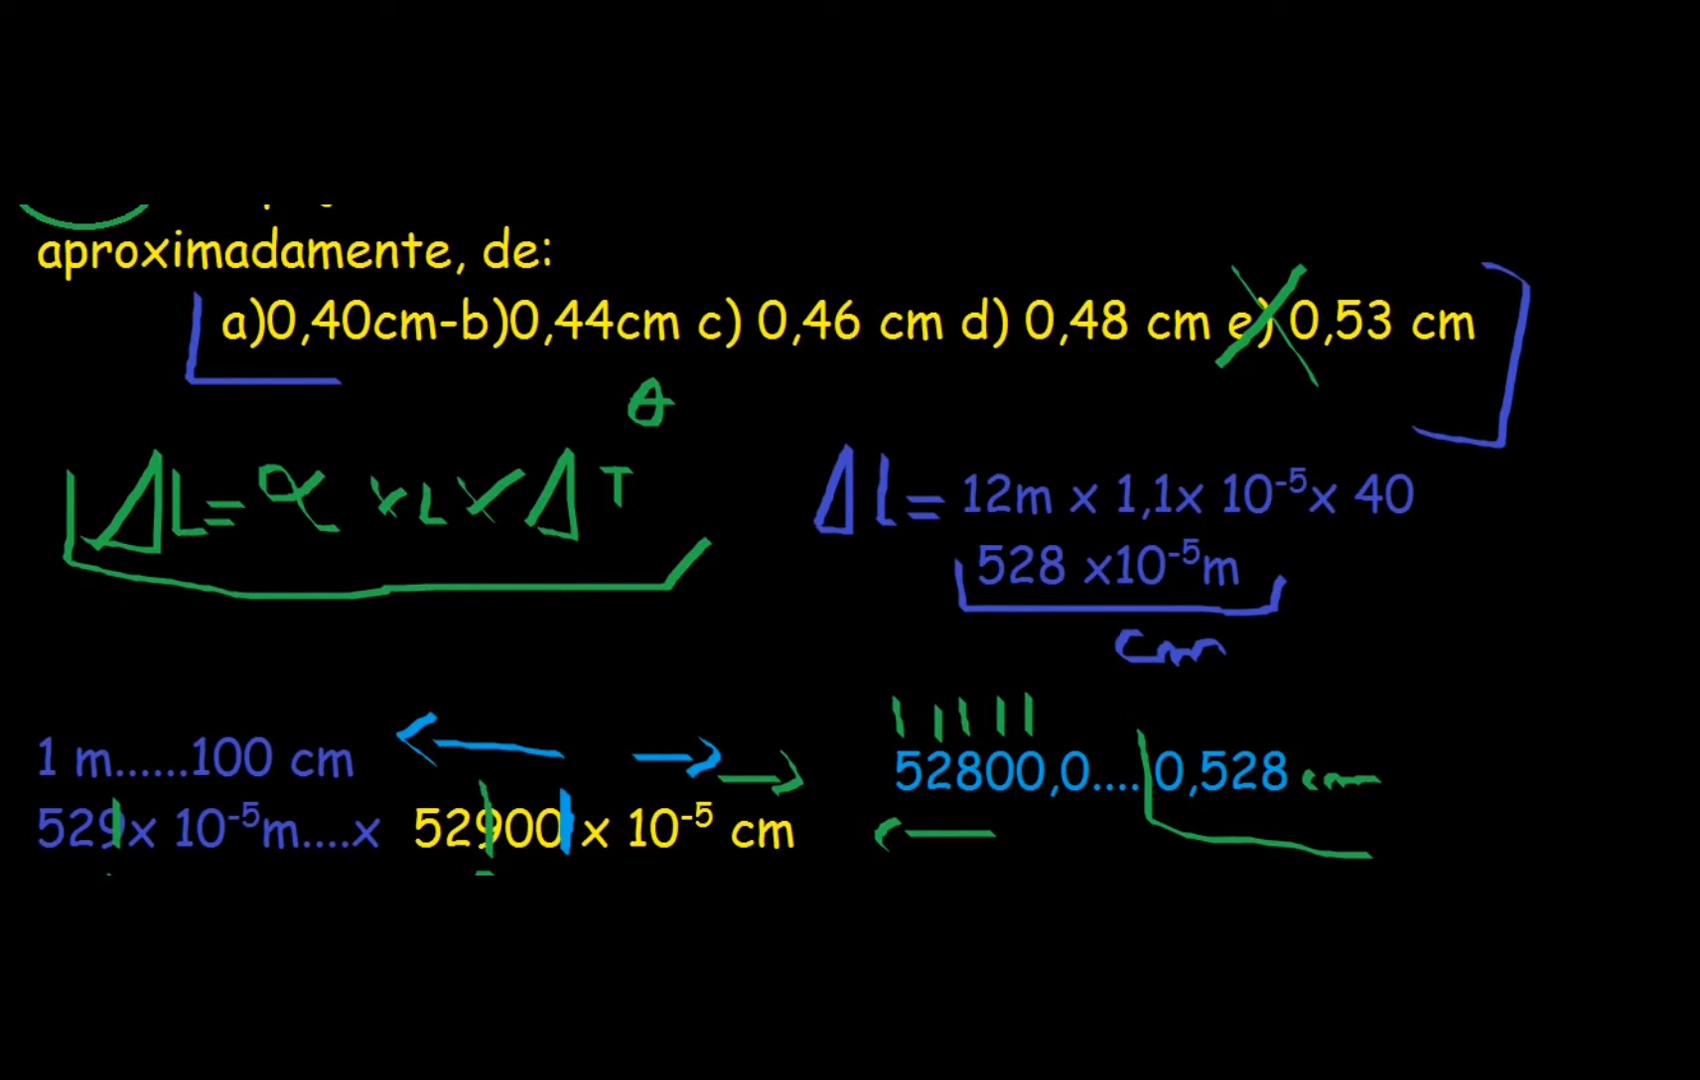 aproximadamente, de:
a)0,40cm-b)0,44cm c) 0,46 cm d) 0,48 cm e) 0,53 cm
θ
ΔL=α x L x ΔT
ΔL= 12m x 1,1x 10⁻⁵x 40
528 x10⁻⁵m
cm
1 m......100 cm
529x 10⁻⁵m....x 52900 x 10⁻⁵ cm
52800,0.... 0,528 cm